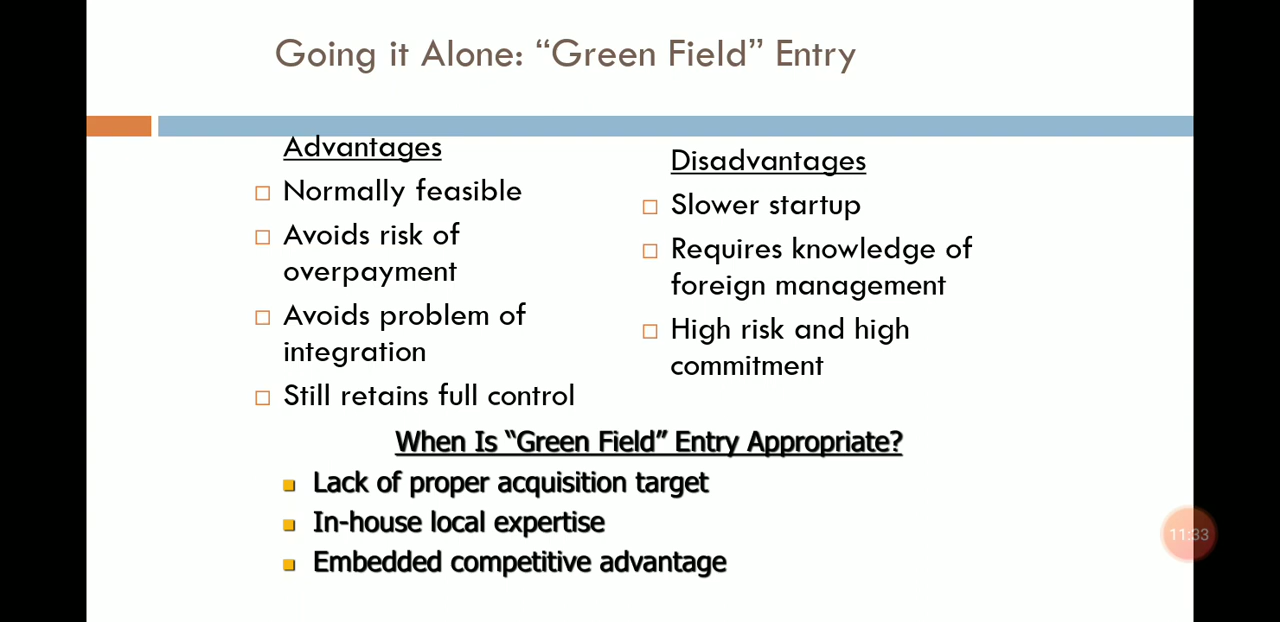 Going it Alone: “Green Field” Entry
Advantages
Normally feasible
Avoids risk of
overpayment
Avoids problem of
integration
Still retains full control
Disadvantages
Slower startup
Requires knowledge of
foreign management
High risk and high
commitment
When Is “Green Field” Entry Appropriate?
Lack of proper acquisition target
In-house local expertise
Embedded competitive advantage
11:33